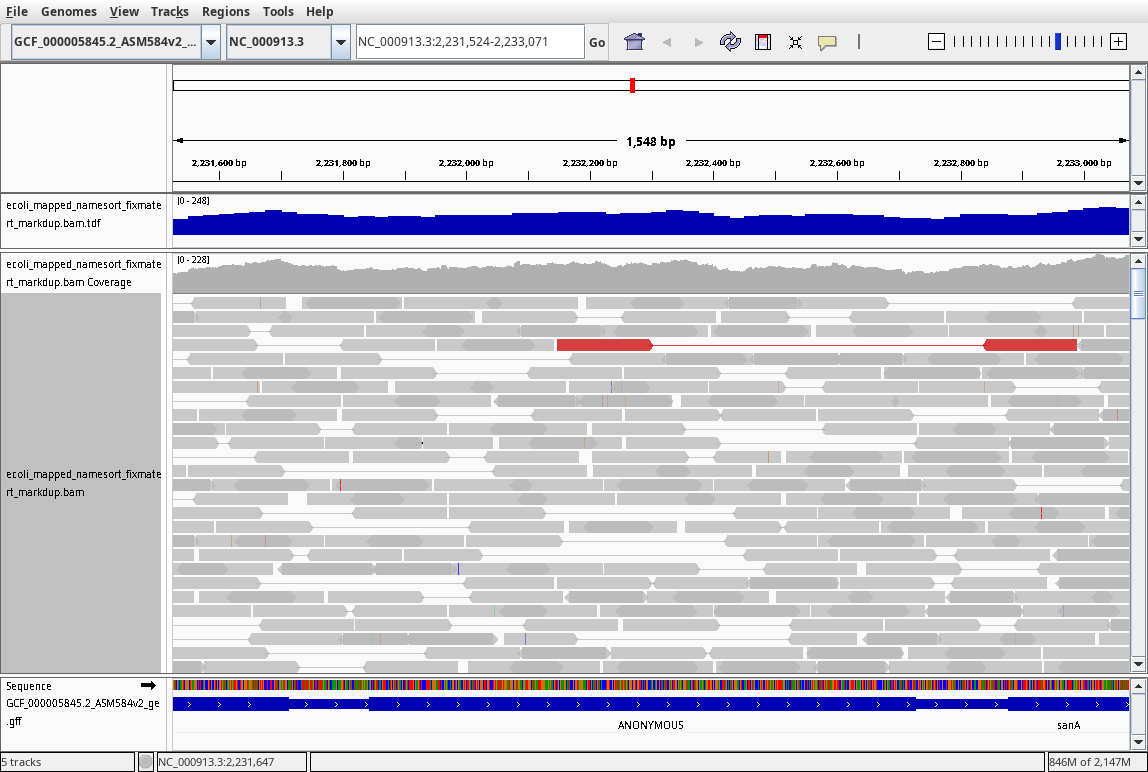 File Genomes View Tracks Regions Tools Help
GCF_000005845.2_ASM584v2_... NC_000913.3 NC_000913.3:2,231,524-2,233,071 Go
1,548 bp
2,231,600 bp 2,231,800 bp 2,232,000 bp 2,232,200 bp 2,232,400 bp 2,232,600 bp 2,232,800 bp 2,233,000 bp
ecoli_mapped_namesort_fixmate
rt_markdup.bam.tdf
[0 - 248]
ecoli_mapped_namesort_fixmate
rt_markdup.bam Coverage
[0 - 228]
ecoli_mapped_namesort_fixmate
rt_markdup.bam
Sequence
GCF_000005845.2_ASM584v2_ge
.gff
ANONYMOUS sanA
5 tracks NC_000913.3:2,231,647 846M of 2,147M